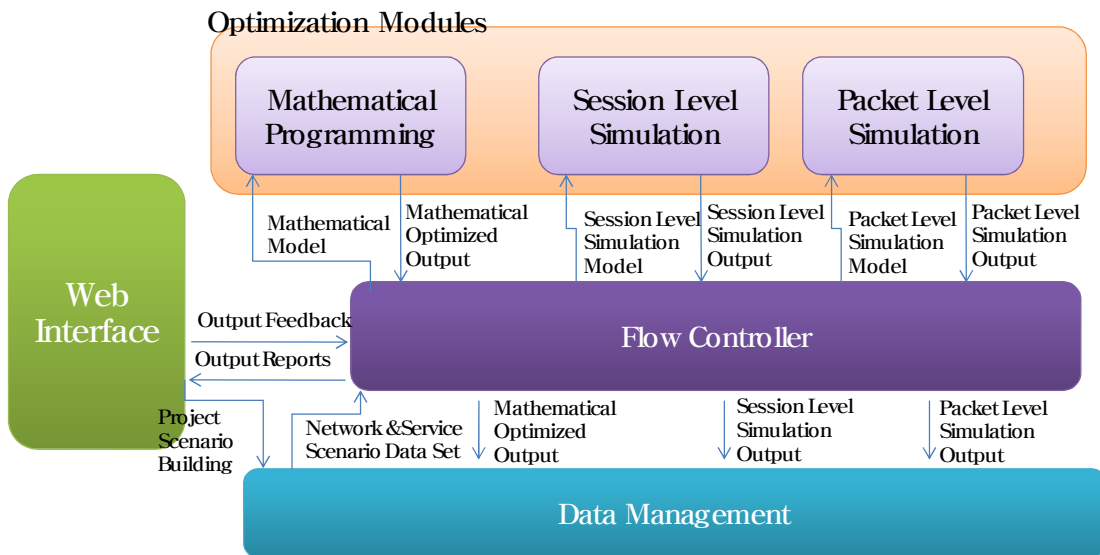 Optimization Modules
Mathematical
Programming
Session Level
Simulation
Packet Level
Simulation
Mathematical
Model
Mathematical
Optimized
Output
Session Level
Simulation
Model
Session Level
Simulation
Output
Packet Level
Simulation
Model
Packet Level
Simulation
Output
Web
Interface
Output Feedback
Output Reports
Flow Controller
Project
Scenario
Building
Network &Service
Scenario Data Set
Mathematical
Optimized
Output
Session Level
Simulation
Output
Packet Level
Simulation
Output
Data Management